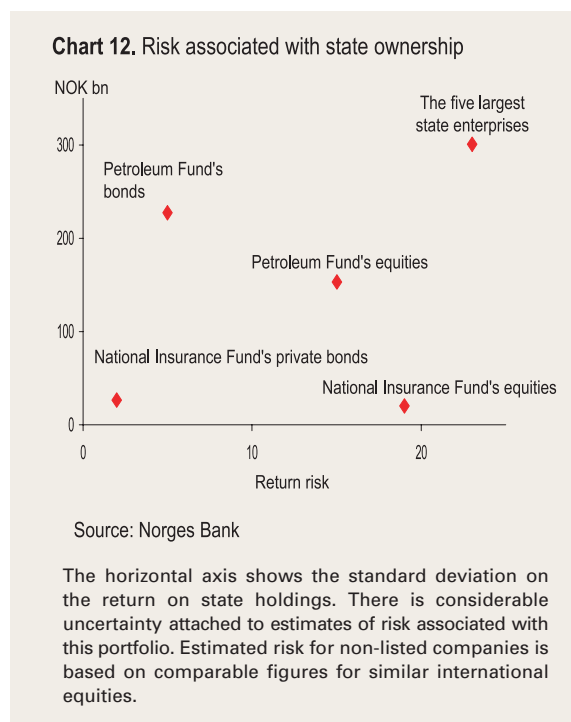 Chart 12. Risk associated with state ownership
NOK bn
The five largest
state enterprises
300
Petroleum Fund's
bonds
200
Petroleum Fund's equities
100
National Insurance Fund's private bonds
National Insurance Fund's equities
0
0
10
20
Return risk
Source: Norges Bank
The horizontal axis shows the standard deviation on
the return on state holdings. There is considerable
uncertainty attached to estimates of risk associated with
this portfolio. Estimated risk for non-listed companies is
based on comparable figures for similar international
equities.